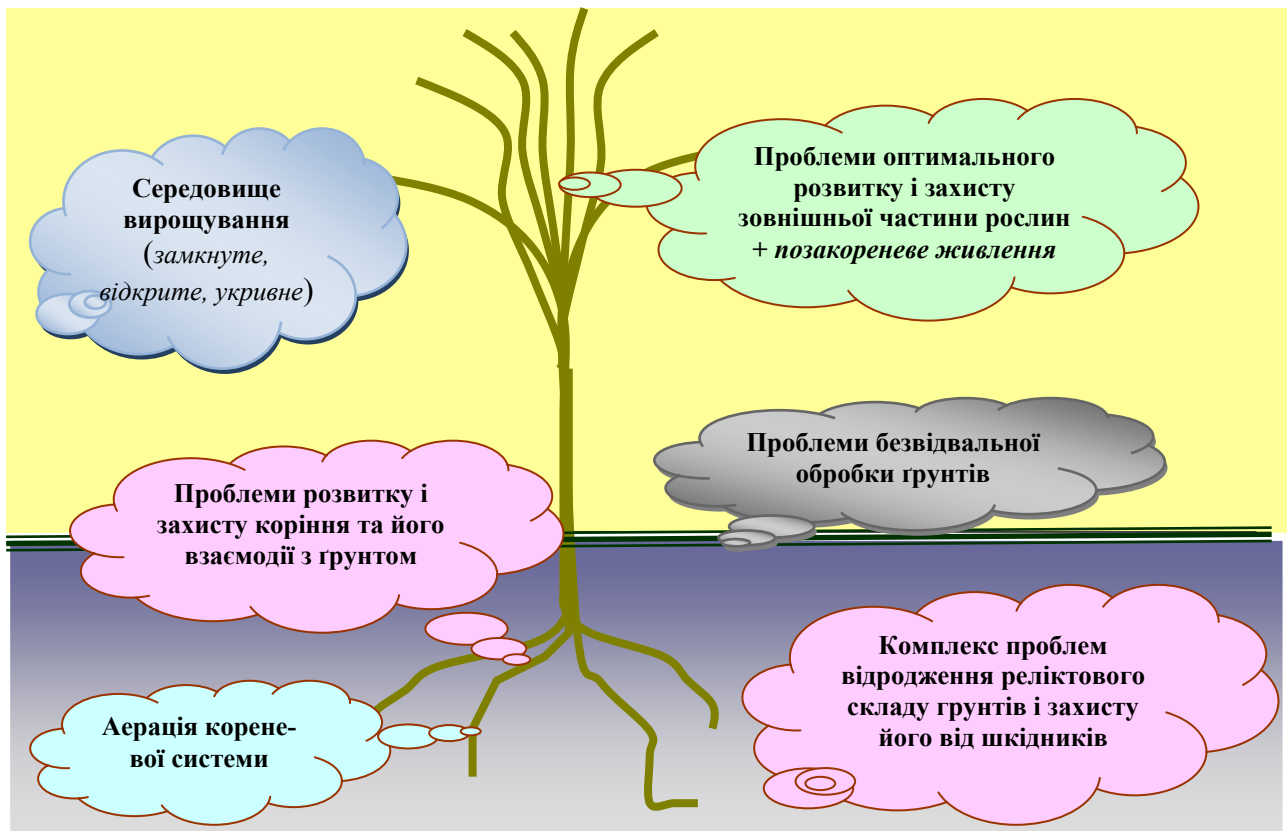 Середовище
вирощування
(замкнуте,
відкрите, укривне)
Проблеми оптимального
розвитку і захисту
зовнішньої частини рослин
+ позакореневе живлення
Проблеми безвідвальної
обробки ґрунтів
Проблеми розвитку і
захисту коріння та його
взаємодії з ґрунтом
Комплекс проблем
відродження реліктового
складу грунтів і захисту
його від шкідників
Аерація корене-
вої системи